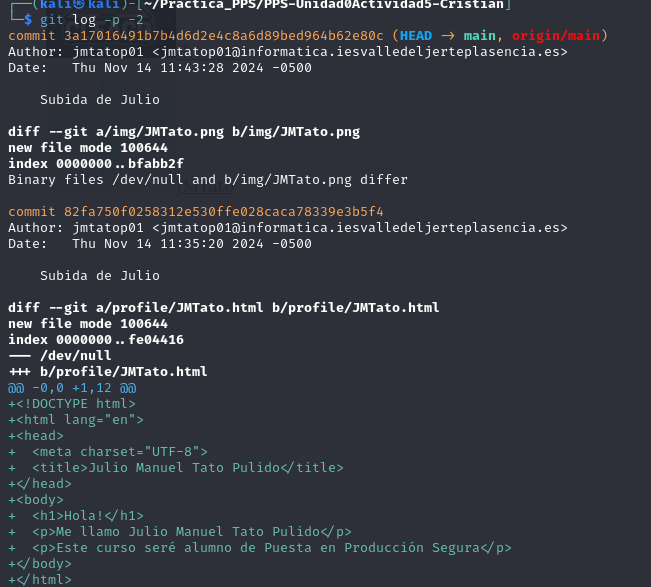 ┌──(kali㉿kali)-[~/Practica_PPS/PPS-Unidad0Actividad5-Cristian]
└─$ git log -p -2
commit 3a17016491b7b4d6d2e4c8a6d89bed964b62e80c (HEAD -> main, origin/main)
Author: jmtatop01 <jmtatop01@informatica.iesvalledeljerteplasencia.es>
Date:   Thu Nov 14 11:43:28 2024 -0500

    Subida de Julio

diff --git a/img/JMTato.png b/img/JMTato.png
new file mode 100644
index 0000000..bfabb2f
Binary files /dev/null and b/img/JMTato.png differ

commit 82fa750f0258312e530ffe028caca78339e3b5f4
Author: jmtatop01 <jmtatop01@informatica.iesvalledeljerteplasencia.es>
Date:   Thu Nov 14 11:35:20 2024 -0500

    Subida de Julio

diff --git a/profile/JMTato.html b/profile/JMTato.html
new file mode 100644
index 0000000..fe04416
--- /dev/null
+++ b/profile/JMTato.html
@@ -0,0 +1,12 @@
+<!DOCTYPE html>
+<html lang="en">
+<head>
+  <meta charset="UTF-8">
+  <title>Julio Manuel Tato Pulido</title>
+</head>
+<body>
+  <h1>Hola!</h1>
+  <p>Me llamo Julio Manuel Tato Pulido</p>
+  <p>Este curso seré alumno de Puesta en Producción Segura</p>
+</body>
+</html>